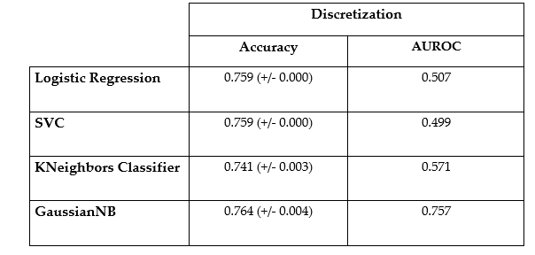 Discretization
Accuracy AUROC
Logistic Regression 0.759 (+/- 0.000) 0.507
SVC 0.759 (+/- 0.000) 0.499
KNeighbors Classifier 0.741 (+/- 0.003) 0.571
GaussianNB 0.764 (+/- 0.004) 0.757